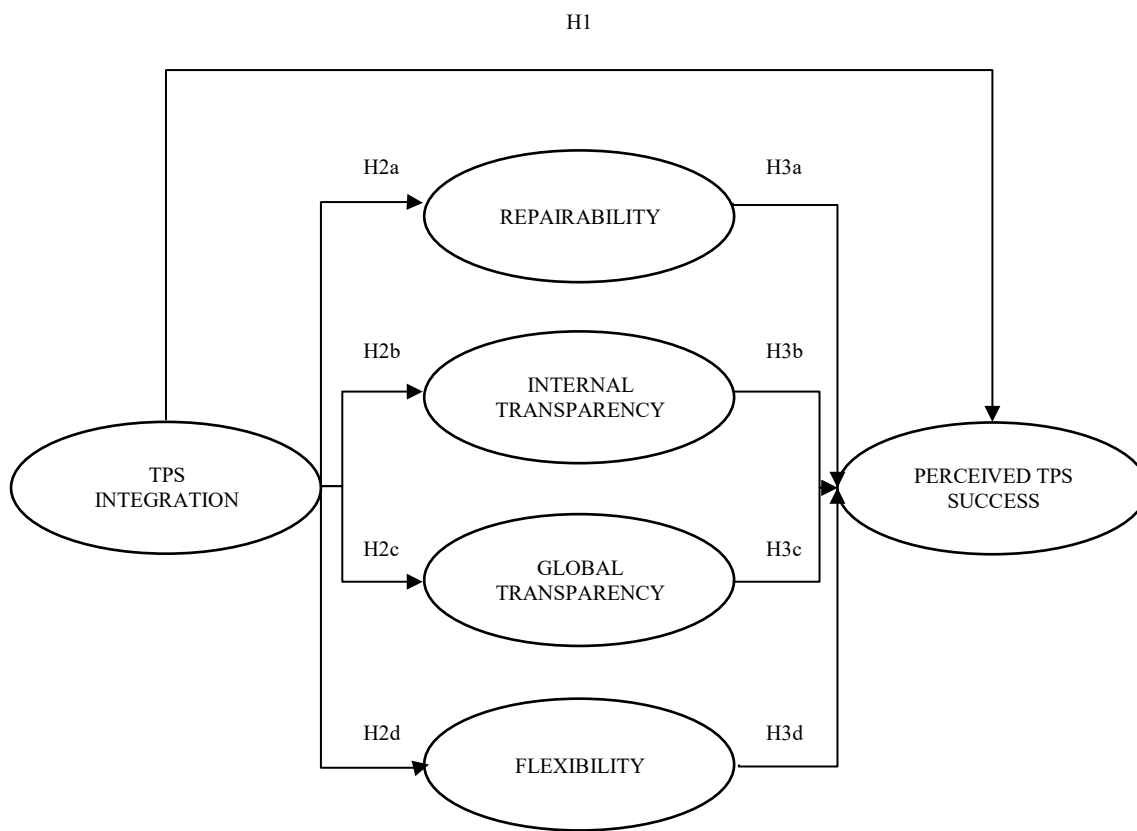 H1
H2a
H3a
REPAIRABILITY
H2b
H3b
INTERNAL
TRANSPARENCY
TPS
INTEGRATION
PERCEIVED TPS
SUCCESS
H2c
H3c
GLOBAL
TRANSPARENCY
H2d
H3d
FLEXIBILITY